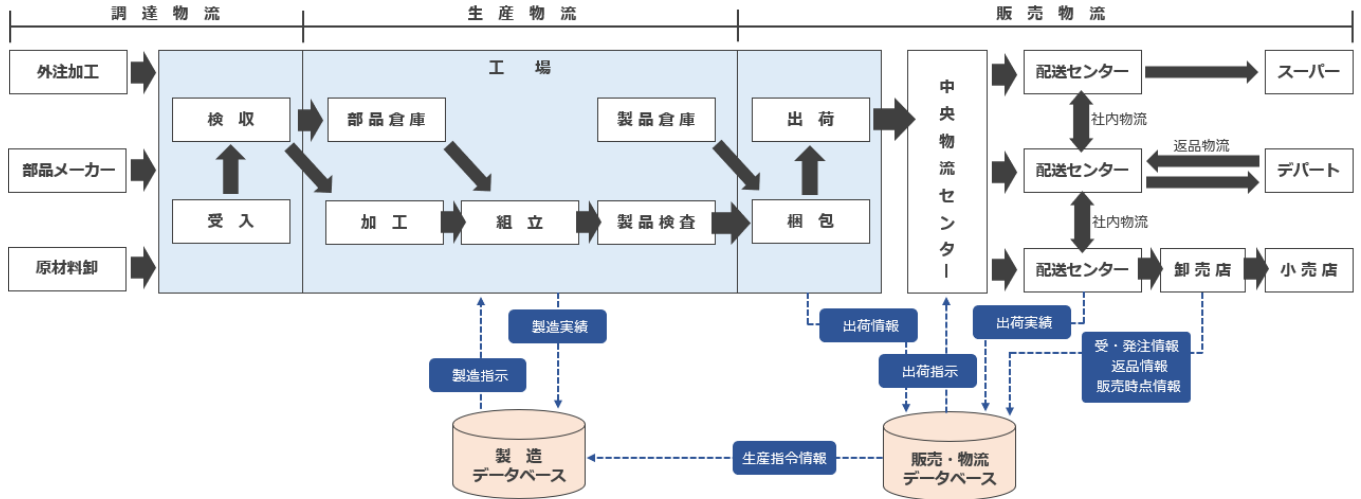 調達物流
生産物流
販売物流
外注加工
部品メーカー
原材料卸
工場
検収
受入
部品倉庫
加工
組立
製品倉庫
製品検査
出荷
梱包
中央物流センター
配送センター
スーパー
社内物流
配送センター
返品物流
デパート
社内物流
配送センター
卸売店
小売店
製造実績
製造指示
出荷情報
出荷指示
出荷実績
受・発注情報
返品情報
販売時点情報
製造
データベース
生産指令情報
販売・物流
データベース